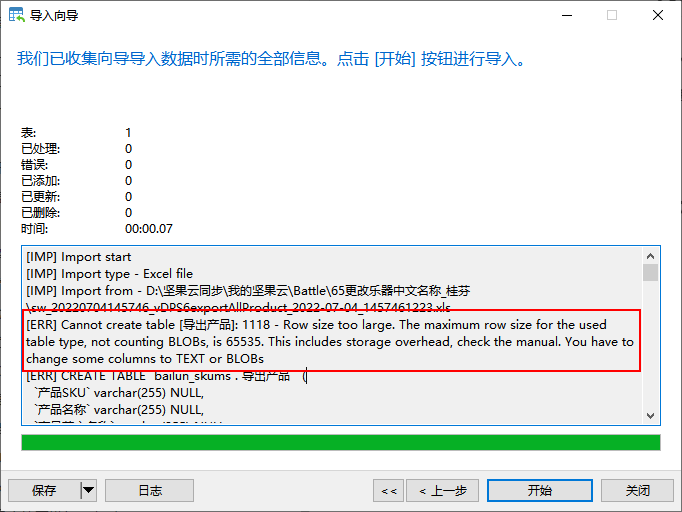 导入向导
我们已收集向导导入数据时所需的全部信息。点击 [开始] 按钮进行导入。
表: 1
已处理: 0
错误: 0
已添加: 0
已更新: 0
已删除: 0
时间: 00:00.07
[IMP] Import start
[IMP] Import type - Excel file
[IMP] Import from - D:\坚果云同步\我的坚果云\Battle\65更改乐器中文名称_桂芬
\sw_20220704145746_vDPS6exportAllProduct_2022-07-04_1457461223.xls
[ERR] Cannot create table [导出产品]: 1118 - Row size too large. The maximum row size for the used
table type, not counting BLOBs, is 65535. This includes storage overhead, check the manual. You have to
change some columns to TEXT or BLOBs
[ERR] CREATE TABLE `bailun_skums`.`导出产品` (
`产品SKU` varchar(255) NULL,
`产品名称` varchar(255) NULL,
保存 日志 << < 上一步 开始 关闭